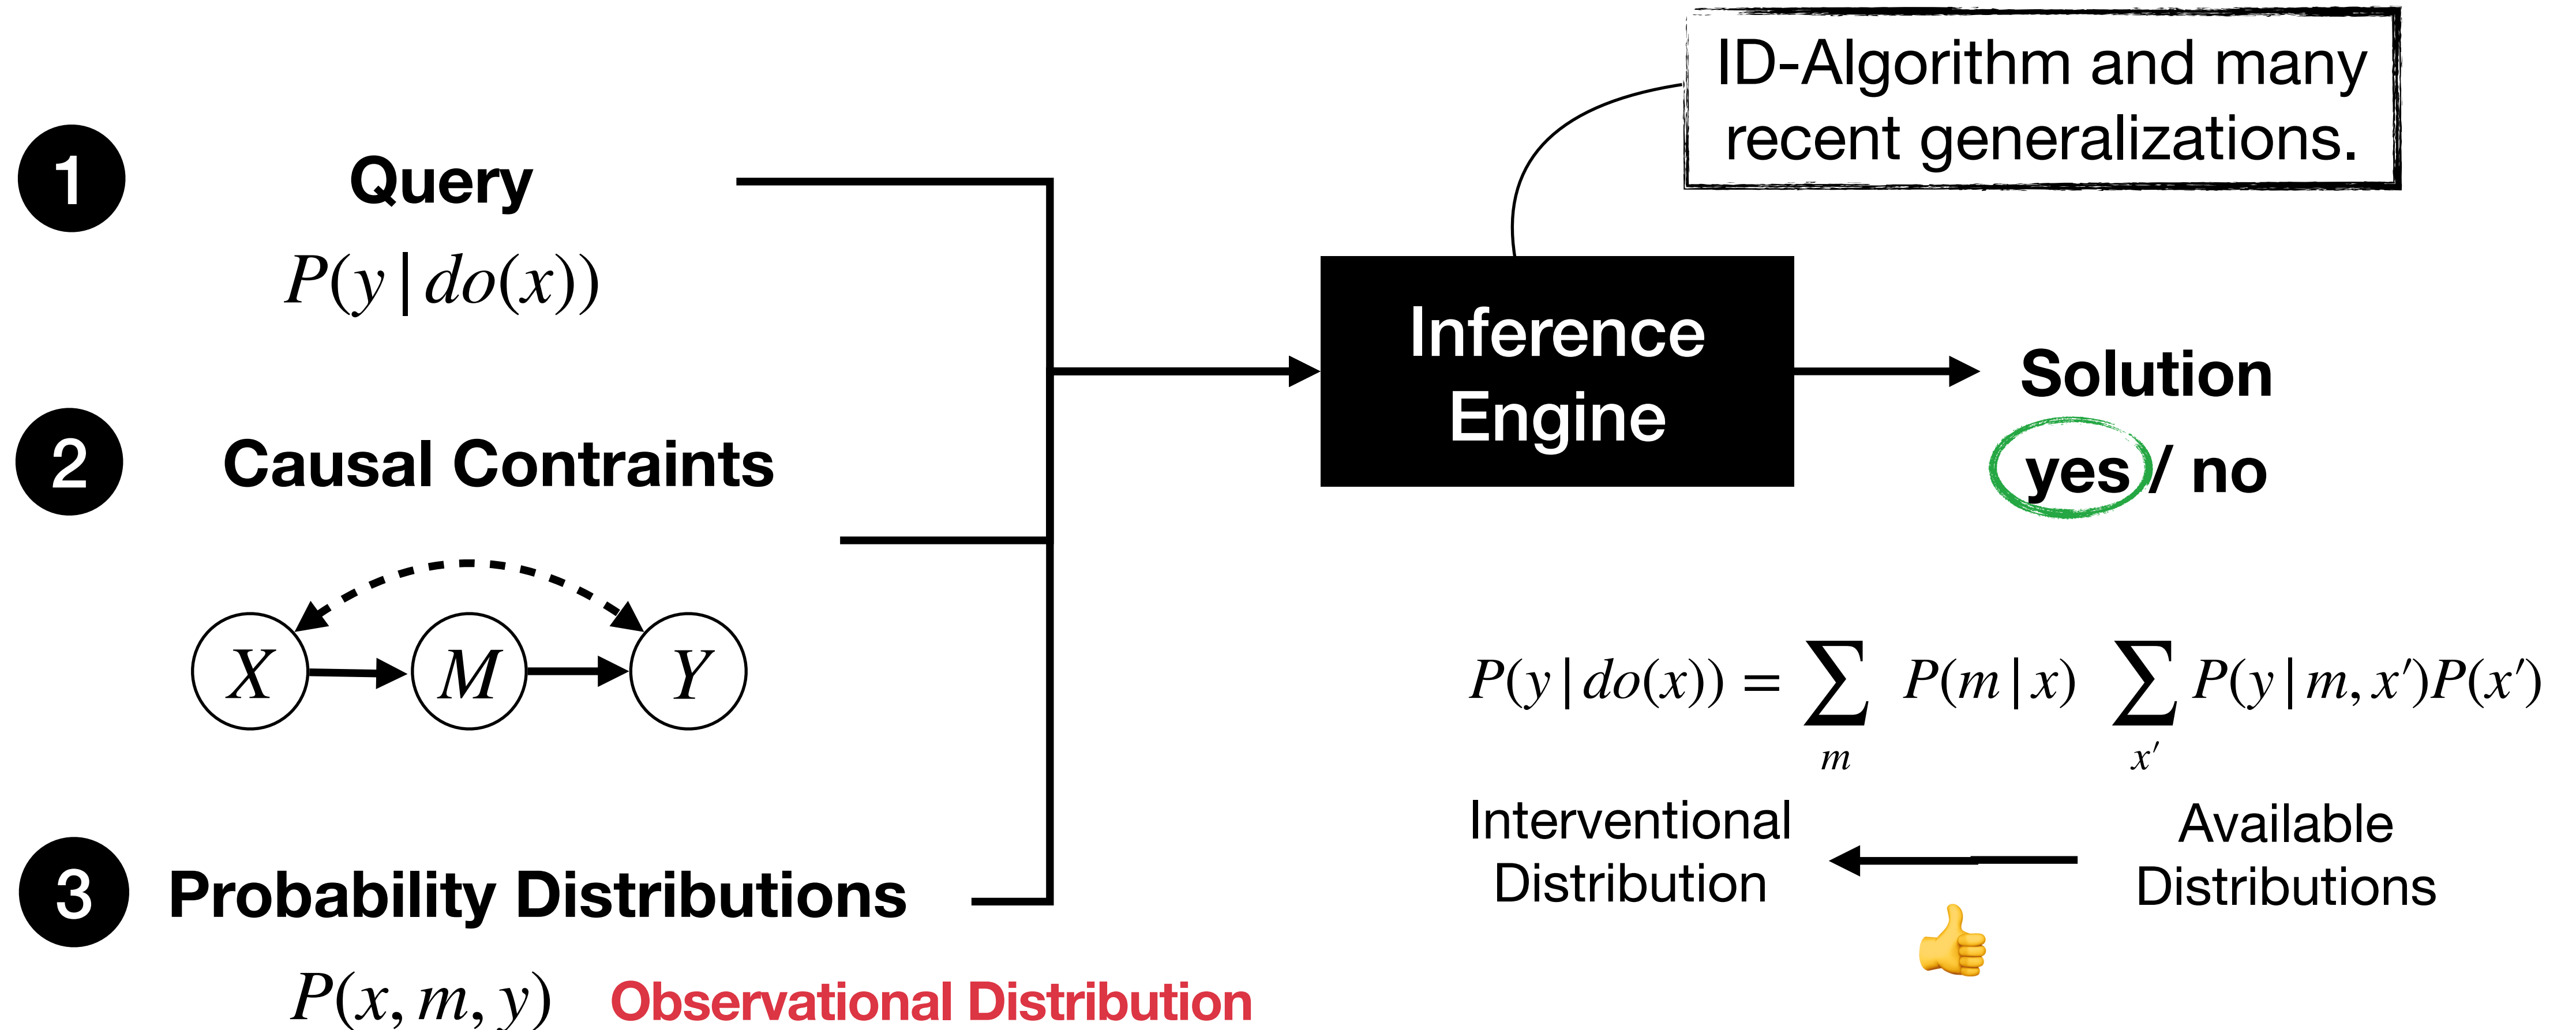 ID-Algorithm and many
recent generalizations.
1
Query
P(y | do(x))
Inference
Engine
Solution
yes / no
2
Causal Contraints
X M Y
P(y | do(x)) = ∑ P(m | x) ∑ P(y | m, x′)P(x′)
m x′
Interventional
Distribution
Available
Distributions
3
Probability Distributions
P(x, m, y) Observational Distribution